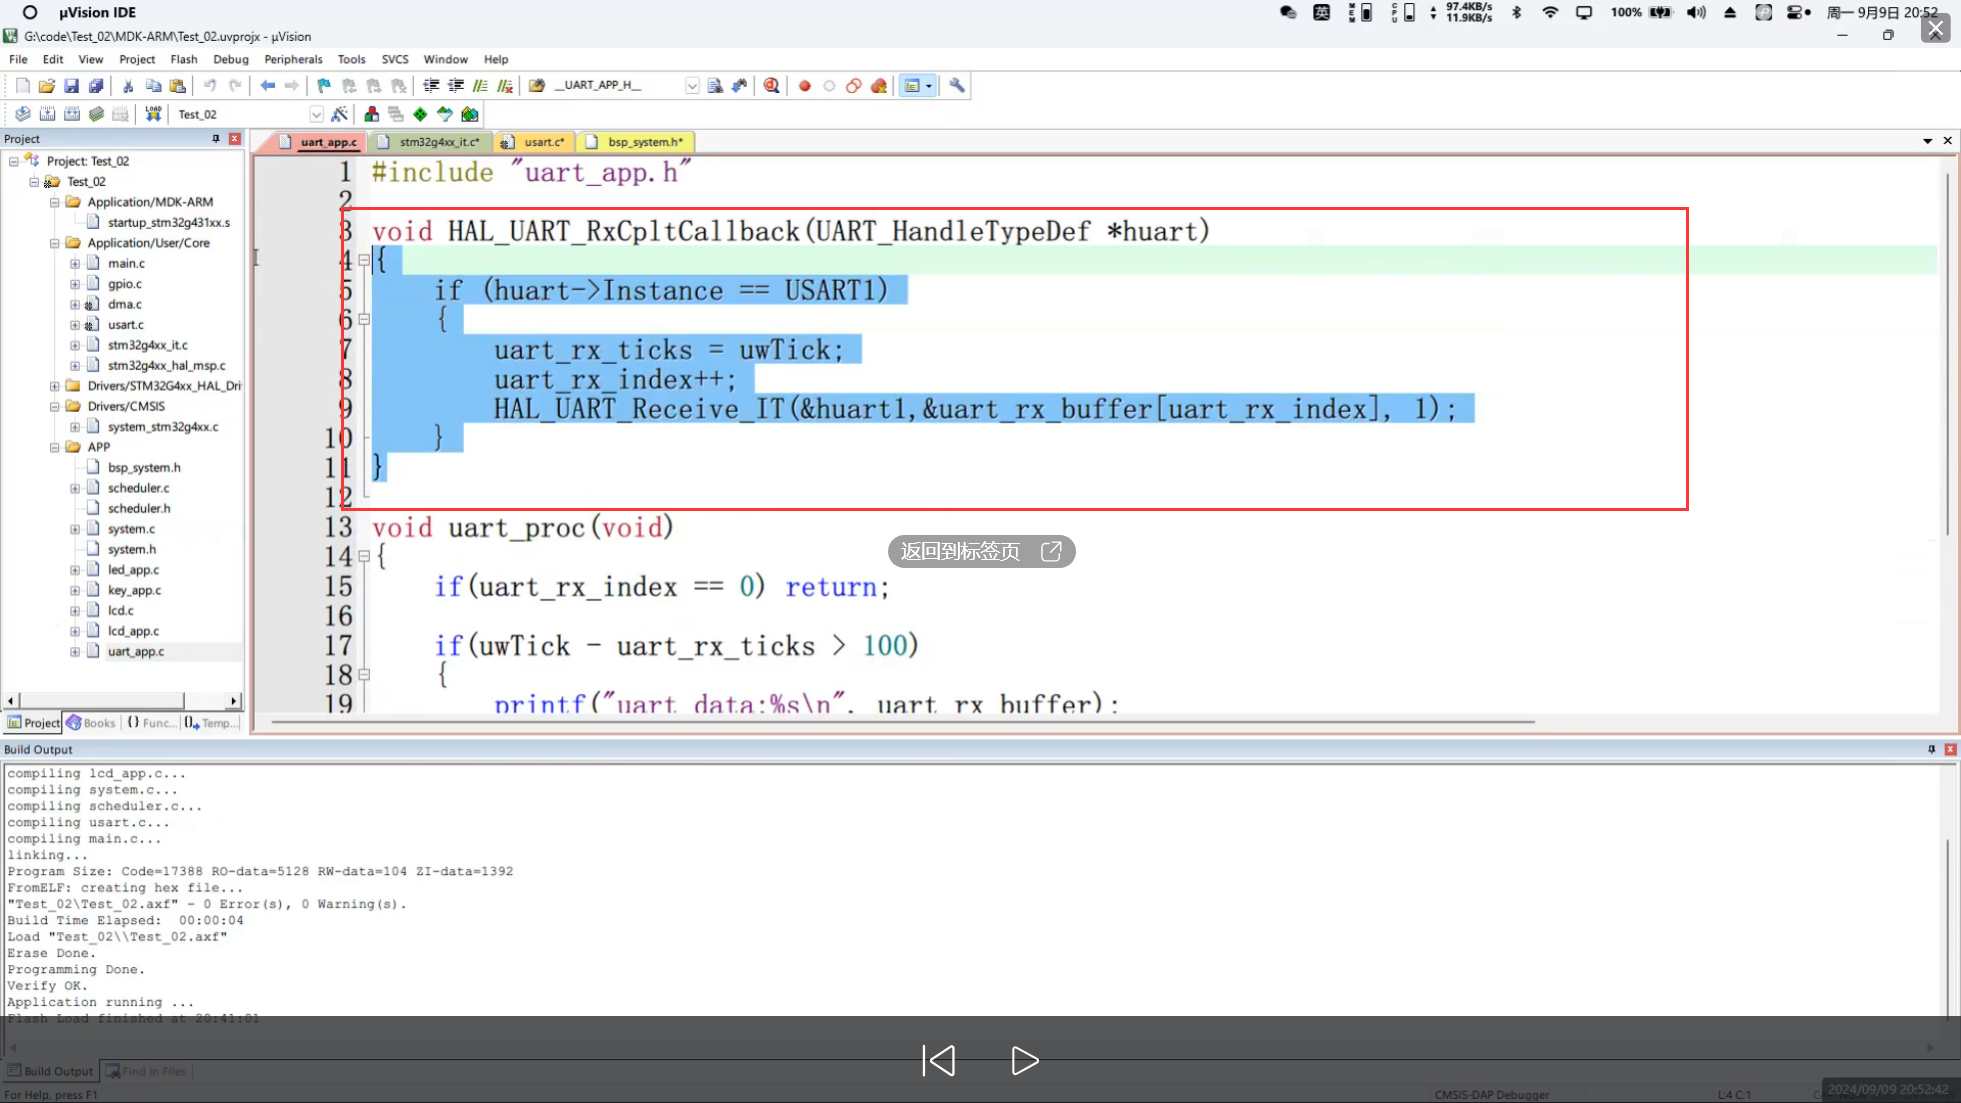 µVision IDE
英
MEM
CPU
97.4KB/s
11.9KB/s
100%
周一 9月9日 20:52
G:\code\Test_02\MDK-ARM\Test_02.uvprojx - µVision
File Edit View Project Flash Debug Peripherals Tools SVCS Window Help
__UART_APP_H__
LOAD
Test_02
Project
uart_app.c stm32g4xx_it.c* usart.c* bsp_system.h*
Project: Test_02
Test_02
Application/MDK-ARM
startup_stm32g431xx.s
Application/User/Core
main.c
gpio.c
dma.c
usart.c
stm32g4xx_it.c
stm32g4xx_hal_msp.c
Drivers/STM32G4xx_HAL_Dri
Drivers/CMSIS
system_stm32g4xx.c
APP
bsp_system.h
scheduler.c
scheduler.h
system.c
system.h
led_app.c
key_app.c
lcd.c
lcd_app.c
uart_app.c
Project Books {} Func... Temp...
1 #include "uart_app.h"
2
3 void HAL_UART_RxCpltCallback(UART_HandleTypeDef *huart)
4 {
5 if (huart->Instance == USART1)
6 {
7 uart_rx_ticks = uwTick;
8 uart_rx_index++;
9 HAL_UART_Receive_IT(&huart1,&uart_rx_buffer[uart_rx_index], 1);
10 }
11 }
12
13 void uart_proc(void)
14 {
15 if(uart_rx_index == 0) return;
16
17 if(uwTick - uart_rx_ticks > 100)
18 {
19 printf("uart data:%s\n", uart_rx_buffer);
返回到标签页
Build Output
compiling lcd_app.c...
compiling system.c...
compiling scheduler.c...
compiling usart.c...
compiling main.c...
linking...
Program Size: Code=17388 RO-data=5128 RW-data=104 ZI-data=1392
FromELF: creating hex file...
"Test_02\Test_02.axf" - 0 Error(s), 0 Warning(s).
Build Time Elapsed: 00:00:04
Load "Test_02\\Test_02.axf"
Erase Done.
Programming Done.
Verify OK.
Application running ...
Flash Load finished at 20:41:01
Build Output Find In Files
For Help, press F1
CMSIS-DAP Debugger
L:4 C:1
2024/09/09 20:52:42